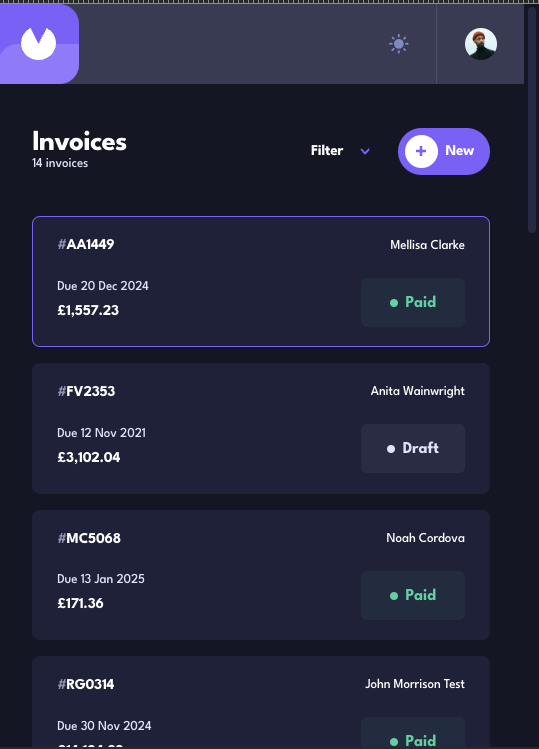 Invoices
14 invoices
Filter
New
#AA1449
Mellisa Clarke
Due 20 Dec 2024
£1,557.23
Paid
#FV2353
Anita Wainwright
Due 12 Nov 2021
£3,102.04
Draft
#MC5068
Noah Cordova
Due 13 Jan 2025
£171.36
Paid
#RG0314
John Morrison Test
Due 30 Nov 2024
Paid